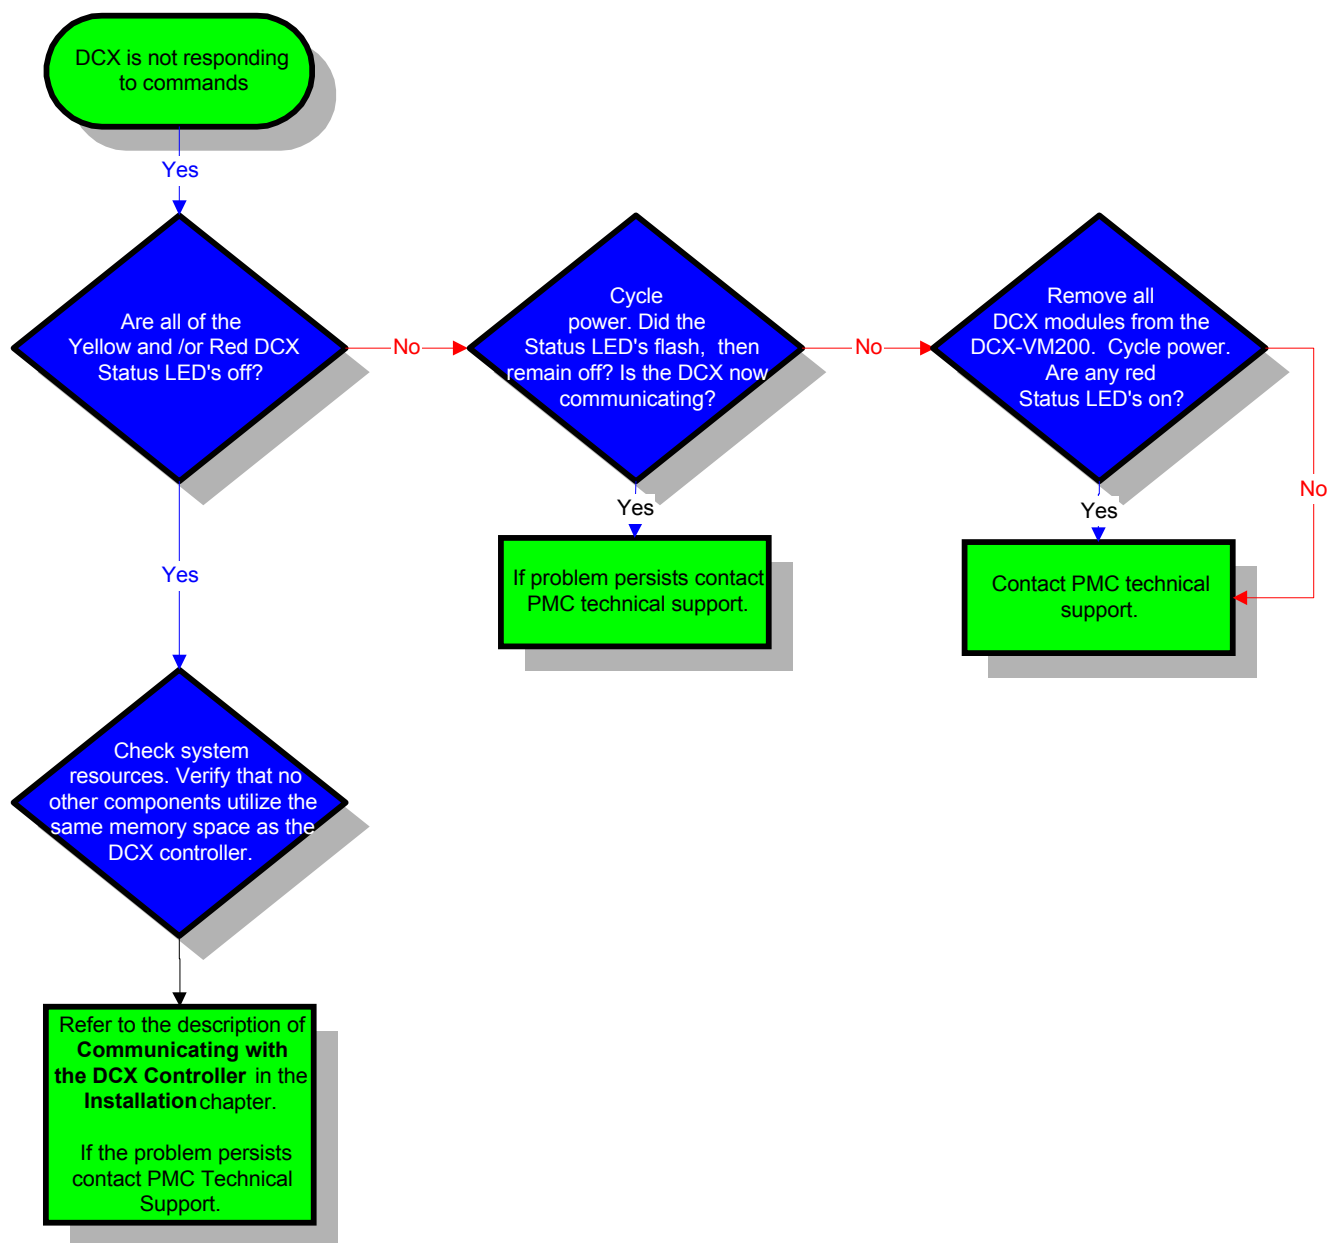 DCX is not responding
to commands
Yes
Are all of the
Yellow and /or Red DCX
Status LED's off?
No
Cycle
power. Did the
Status LED's flash, then
remain off? Is the DCX now
communicating?
No
Remove all
DCX modules from the
DCX-VM200. Cycle power.
Are any red
Status LED's on?
No
Yes
If problem persists contact
PMC technical support.
Yes
Contact PMC technical
support.
Yes
Check system
resources. Verify that no
other components utilize the
same memory space as the
DCX controller.
Refer to the description of
Communicating with
the DCX Controller in the
Installation chapter.
If the problem persists
contact PMC Technical
Support.